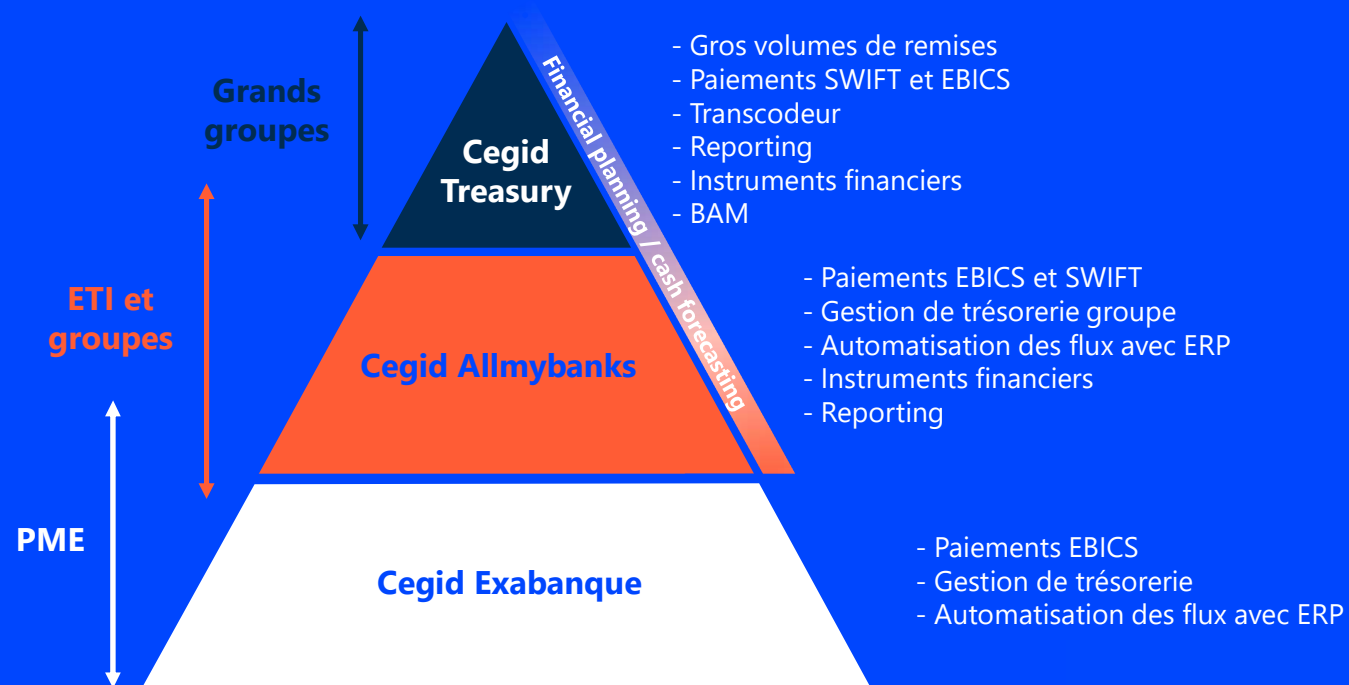 Grands
groupes
Cegid
Treasury
Financial planning / cash forecasting
- Gros volumes de remises
- Paiements SWIFT et EBICS
- Transcodeur
- Reporting
- Instruments financiers
- BAM
ETI et
groupes
Cegid Allmybanks
- Paiements EBICS et SWIFT
- Gestion de trésorerie groupe
- Automatisation des flux avec ERP
- Instruments financiers
- Reporting
PME
Cegid Exabanque
- Paiements EBICS
- Gestion de trésorerie
- Automatisation des flux avec ERP